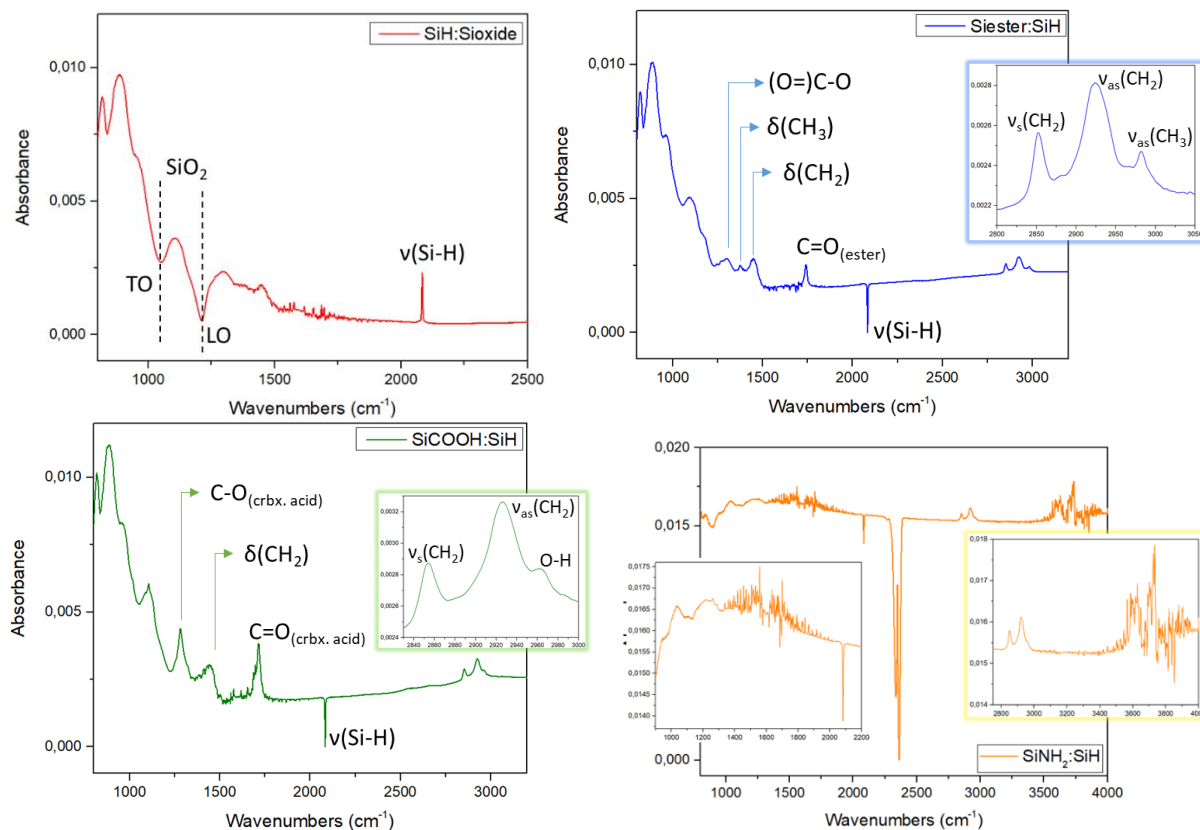 SiH:Sioxide
Absorbance
0,010
0,005
0,000
SiO2
TO
LO
ν(Si-H)
1000 1500 2000 2500
Wavenumbers (cm-1)
Siester:SiH
Absorbance
0,010
0,005
0,000
(O=)C-O
δ(CH3)
δ(CH2)
C=O(ester)
ν(Si-H)
1000 1500 2000 2500 3000
Wavenumbers (cm-1)
νas(CH2)
νs(CH2)
νas(CH3)
0,0028
0,0026
0,0024
0,0022
2800 2850 2900 2950 3000 3050
SiCOOH:SiH
Absorbance
0,010
0,005
0,000
C-O(crbx. acid)
δ(CH2)
C=O(crbx. acid)
ν(Si-H)
1000 1500 2000 2500 3000
Wavenumbers (cm-1)
νas(CH2)
νs(CH2)
O-H
0,0032
0,0030
0,0028
0,0026
0,0024
2840 2860 2880 2900 2920 2940 2960 2980 3000
0,020
0,015
0,000
1000 1500 2000 2500 3000 3500 4000
Wavenumbers (cm-1)
SiNH2:SiH
0,0175
0,0170
0,0165
0,0160
0,0155
0,0150
0,0145
0,0140
1000 1200 1400 1600 1800 2000 2200
0,018
0,017
0,016
0,015
0,014
2800 3000 3200 3400 3600 3800